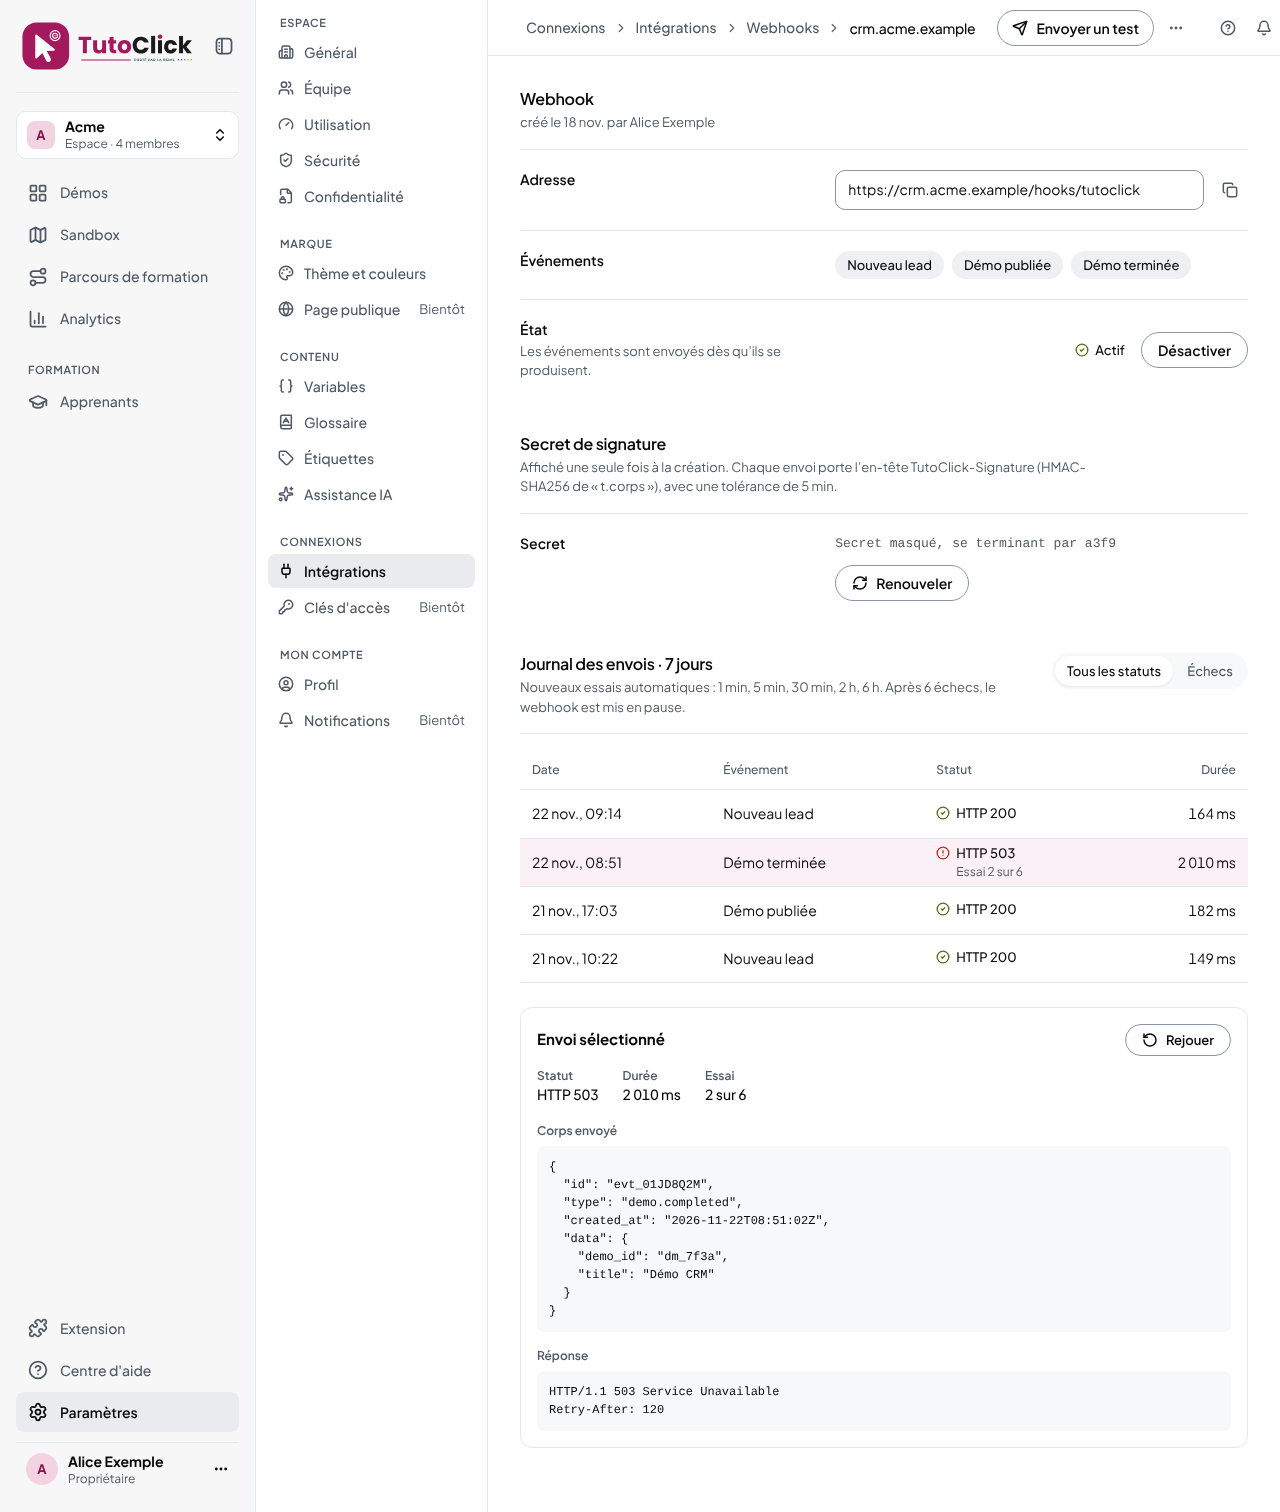 TutoClick
A
Acme
Espace · 4 membres
Démos
Sandbox
Parcours de formation
Analytics
FORMATION
Apprenants
Extension
Centre d'aide
Paramètres
A
Alice Exemple
Propriétaire
ESPACE
Général
Équipe
Utilisation
Sécurité
Confidentialité
MARQUE
Thème et couleurs
Page publique Bientôt
CONTENU
Variables
Glossaire
Étiquettes
Assistance IA
CONNEXIONS
Intégrations
Clés d'accès Bientôt
MON COMPTE
Profil
Notifications Bientôt
Connexions > Intégrations > Webhooks > crm.acme.example Envoyer un test
Webhook
créé le 18 nov. par Alice Exemple
Adresse https://crm.acme.example/hooks/tutoclick
Événements Nouveau lead Démo publiée Démo terminée
État
Les événements sont envoyés dès qu'ils se
produisent.
Actif Désactiver
Secret de signature
Affiché une seule fois à la création. Chaque envoi porte l'en-tête TutoClick-Signature (HMAC-
SHA256 de « t.corps »), avec une tolérance de 5 min.
Secret Secret masqué, se terminant par a3f9
Renouveler
Journal des envois · 7 jours
Nouveaux essais automatiques : 1 min, 5 min, 30 min, 2 h, 6 h. Après 6 échecs, le
webhook est mis en pause.
Tous les statuts Échecs
Date Événement Statut Durée
22 nov., 09:14 Nouveau lead HTTP 200 164 ms
22 nov., 08:51 Démo terminée HTTP 503 2 010 ms
Essai 2 sur 6
21 nov., 17:03 Démo publiée HTTP 200 182 ms
21 nov., 10:22 Nouveau lead HTTP 200 149 ms
Envoi sélectionné Rejouer
Statut Durée Essai
HTTP 503 2 010 ms 2 sur 6
Corps envoyé
{
"id": "evt_01JD8Q2M",
"type": "demo.completed",
"created_at": "2026-11-22T08:51:02Z",
"data": {
"demo_id": "dm_7f3a",
"title": "Démo CRM"
}
}
Réponse
HTTP/1.1 503 Service Unavailable
Retry-After: 120